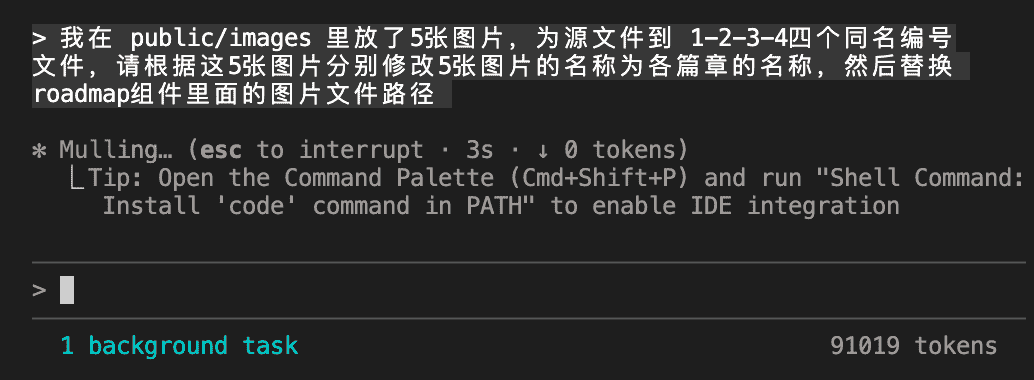 > 我在 public/images 里放了5张图片，为源文件到 1-2-3-4四个同名编号
文件，请根据这5张图片分别修改5张图片的名称为各篇章的名称，然后替换
roadmap组件里面的图片文件路径
✻ Mulling… (esc to interrupt · 3s · ↓ 0 tokens)
⎿ Tip: Open the Command Palette (Cmd+Shift+P) and run "Shell Command:
Install 'code' command in PATH" to enable IDE integration
>
1 background task 91019 tokens